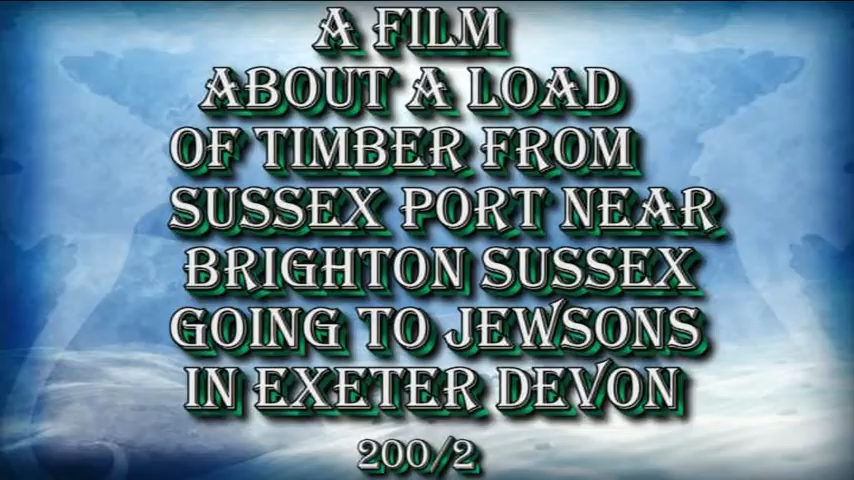 A FILM
ABOUT A LOAD
OF TIMBER FROM
SUSSEX PORT NEAR
BRIGHTON SUSSEX
GOING TO JEWSONS
IN EXETER DEVON
200/2